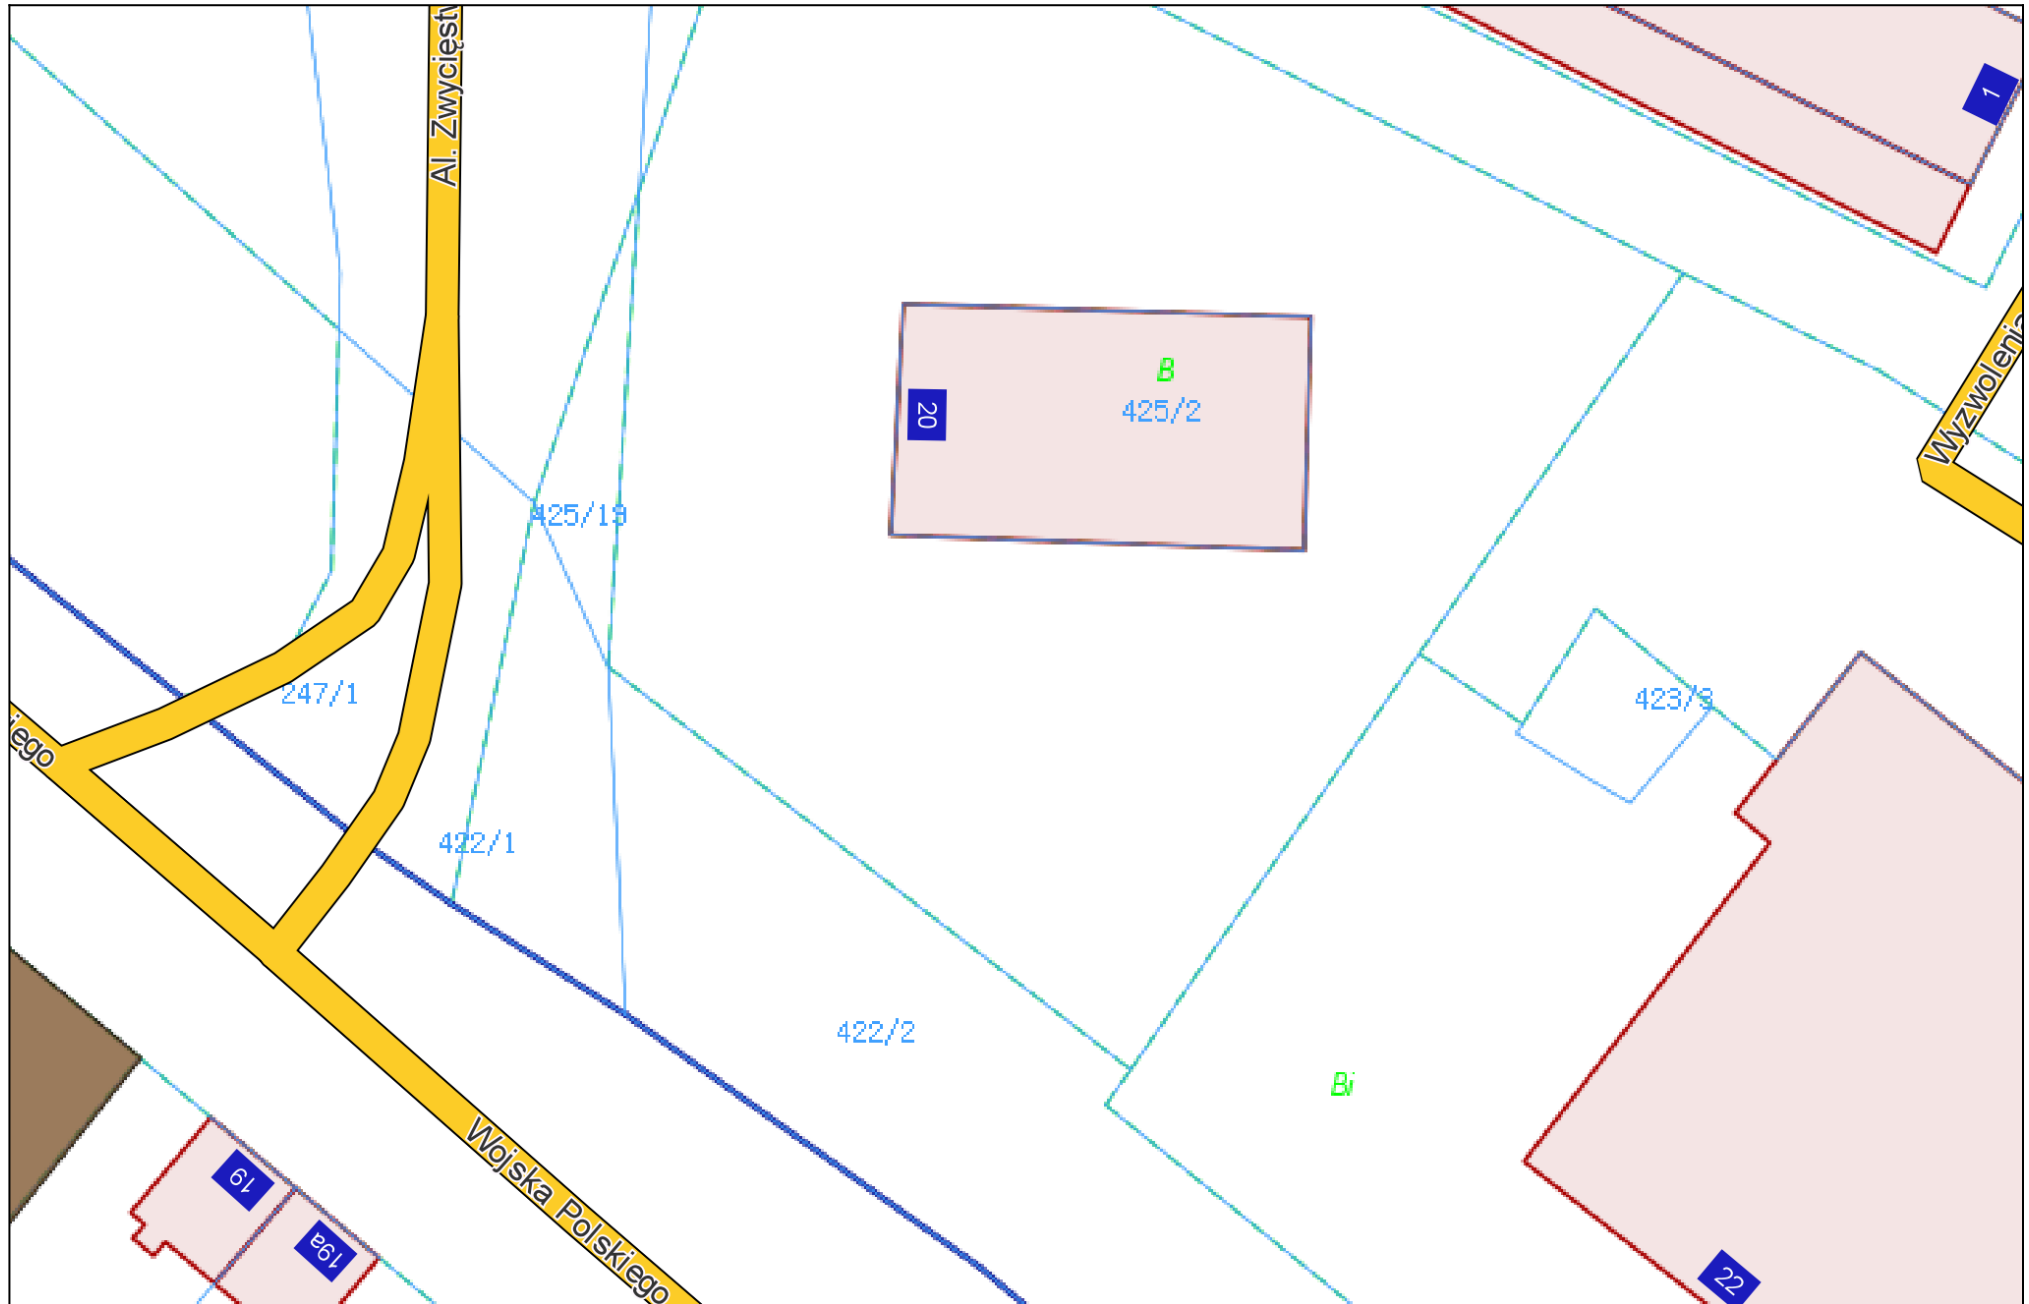 Al. Zwycięstw
1
B
425/2
20
Wyzwolenia
425/13
247/1
423/3
iego
422/1
422/2
Bi
Wojska Polskiego
19
19a
22